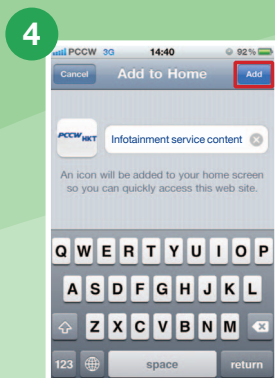 4
PCCW 3G 14:40 92%
Cancel Add to Home Add
PCCW HKT
Infotainment service content
An icon will be added to your home screen
so you can quickly access this web site.
Q W E R T Y U I O P
A S D F G H J K L
Z X C V B N M
123 space return